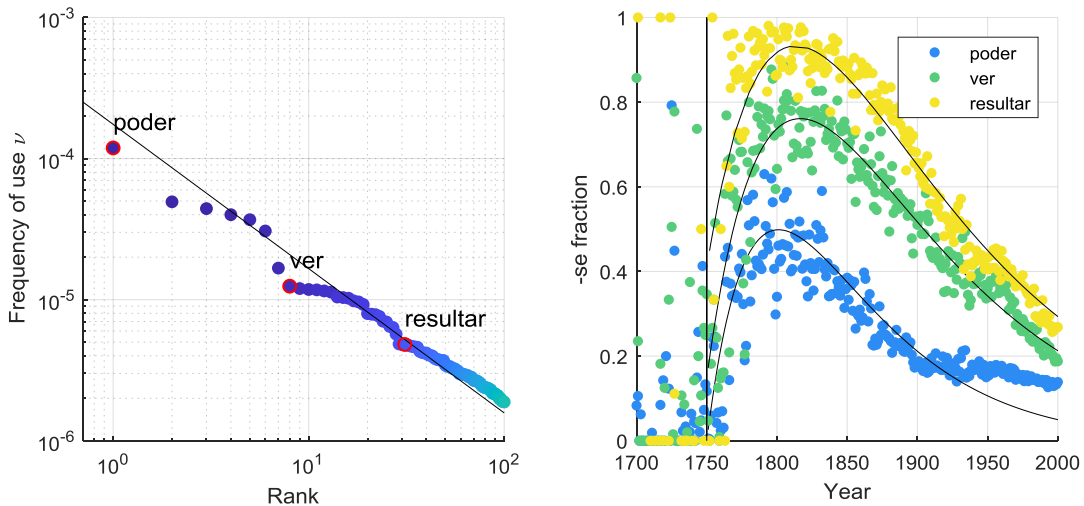 10^-3
10^-4
10^-5
10^-6
Frequency of use ν
poder
ver
resultar
10^0
10^1
10^2
Rank
1
0.8
0.6
0.4
0.2
0
-se fraction
poder
ver
resultar
1700
1750
1800
1850
1900
1950
2000
Year